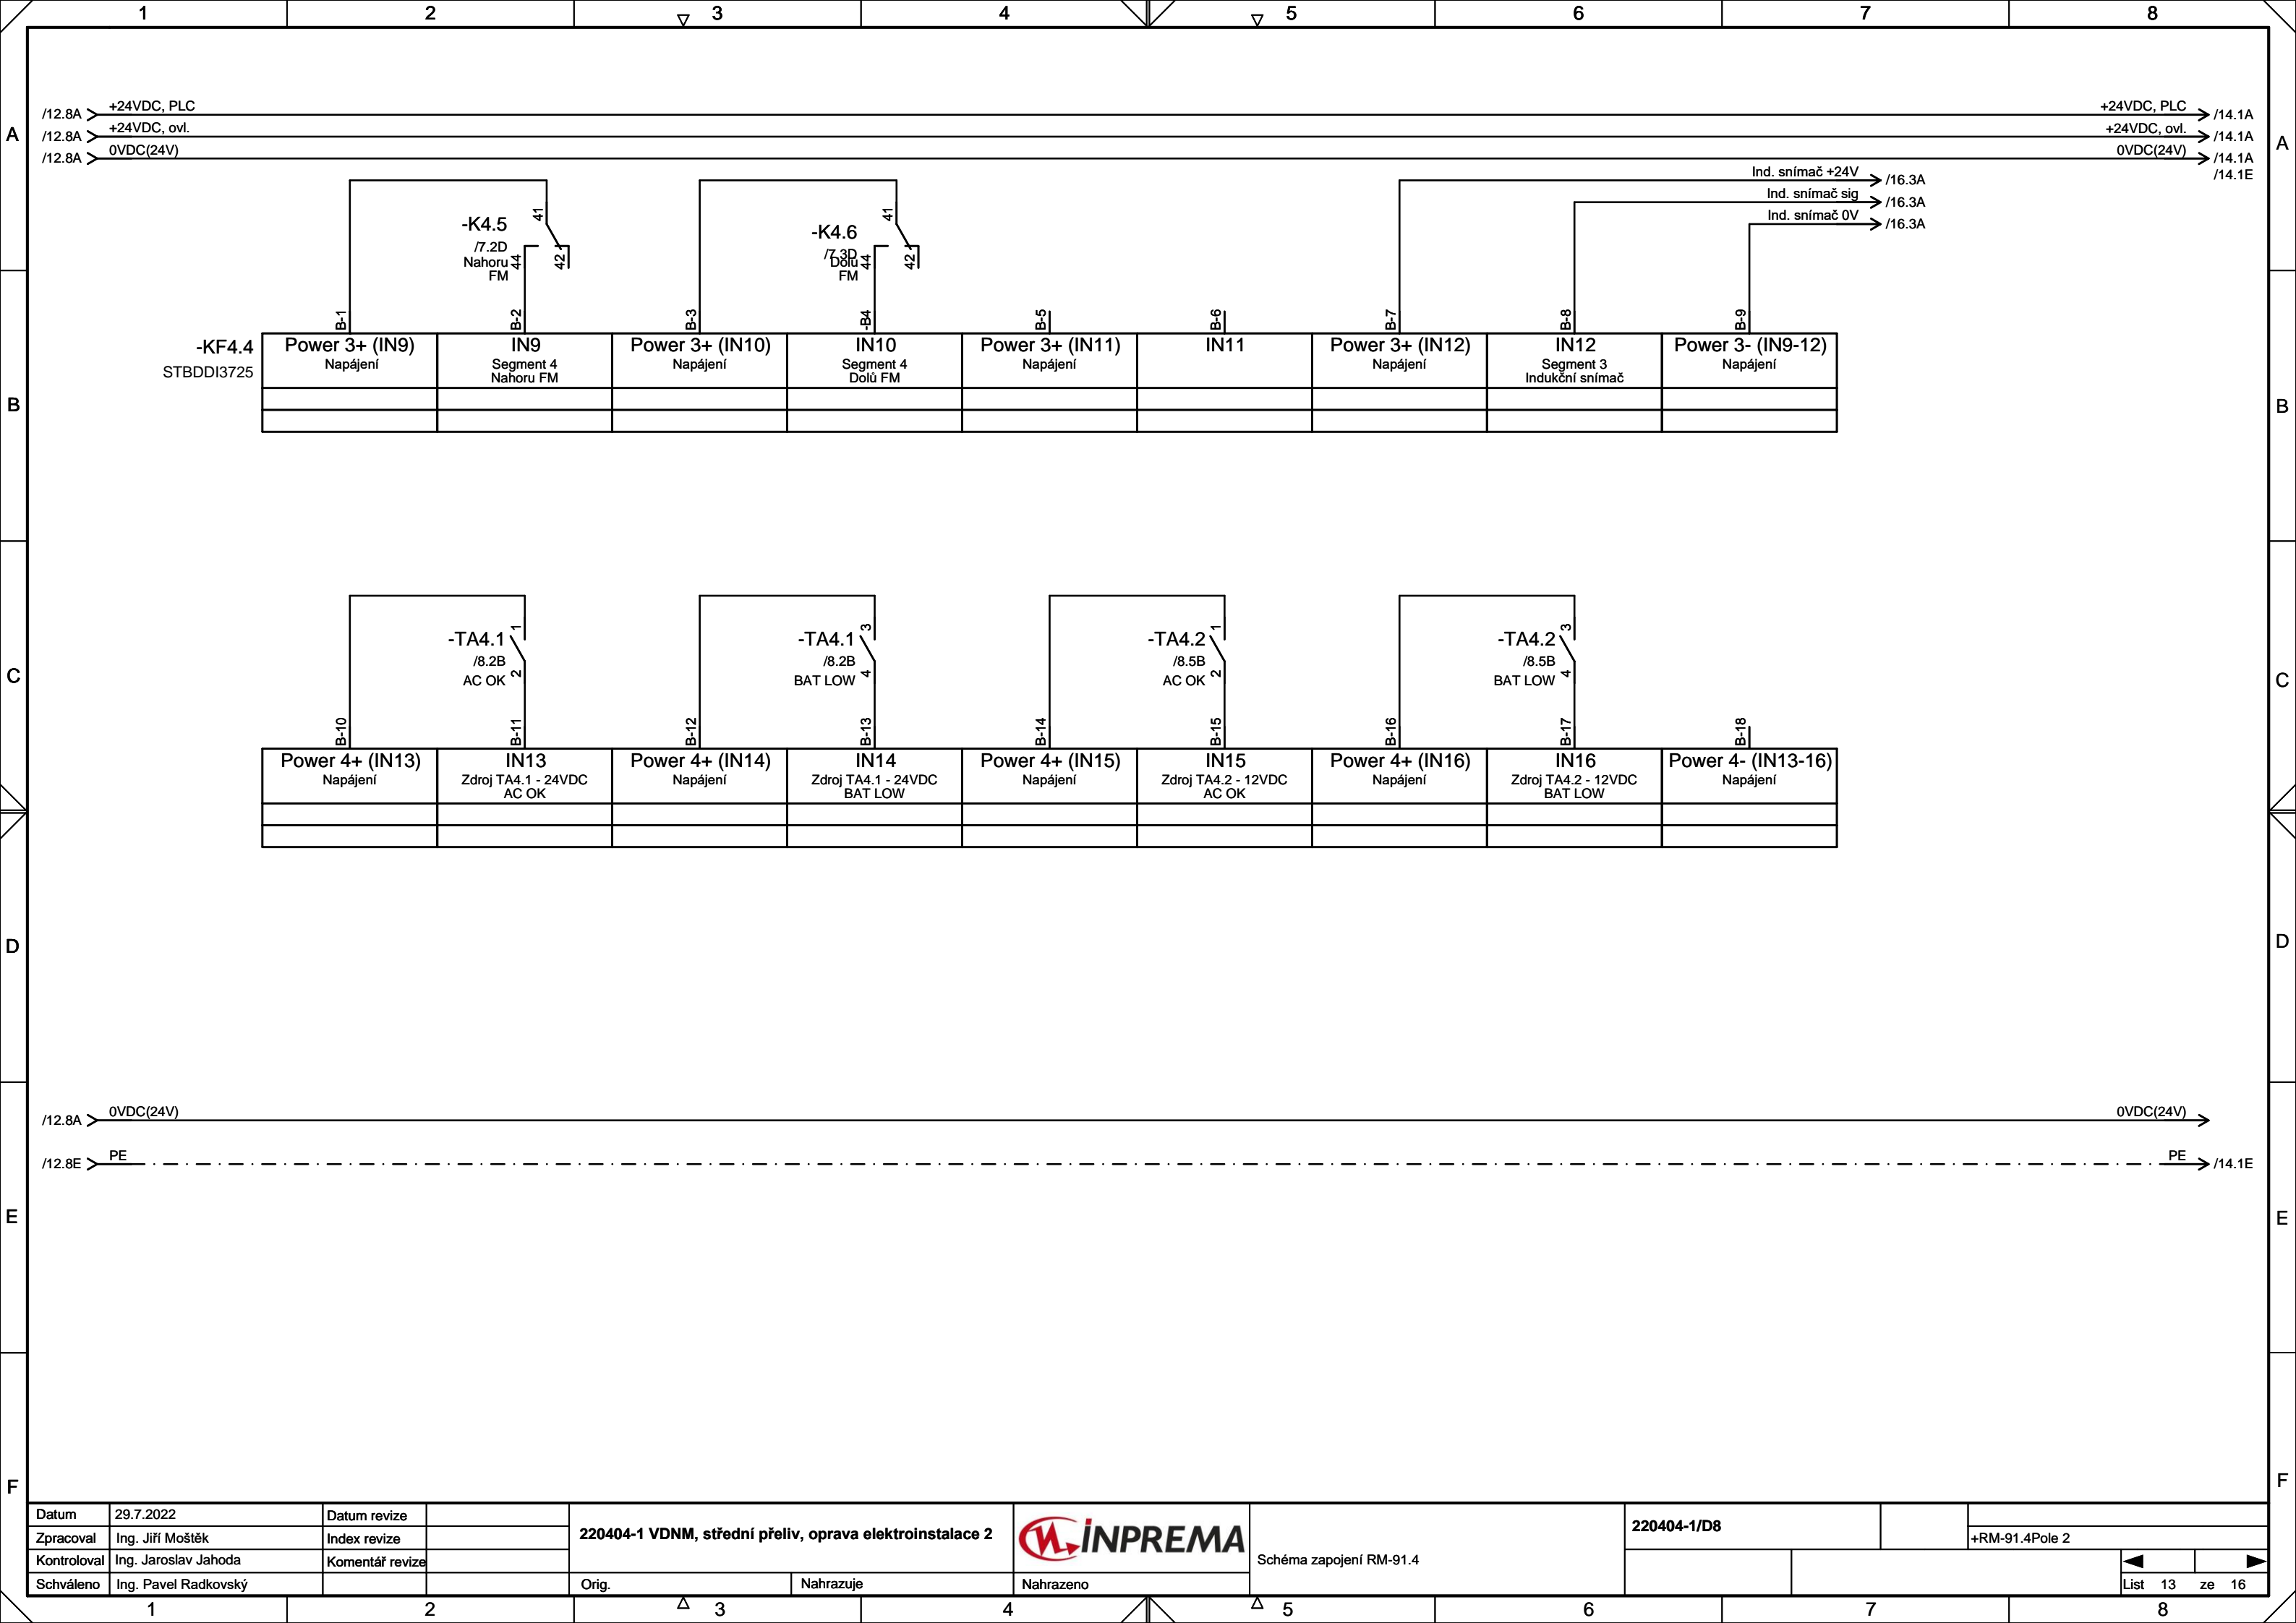 1 2 3 4 5 6 7 8
/12.8A +24VDC, PLC +24VDC, PLC /14.1A
A /12.8A +24VDC, ovl. +24VDC, ovl. /14.1A A
/12.8A 0VDC(24V) 0VDC(24V) /14.1A
/14.1E
Ind. snímač +24V /16.3A
Ind. snímač sig /16.3A
Ind. snímač 0V /16.3A
-K4.5 41
/7.2D
Nahoru 44 42
FM
-K4.6 41
/7.3D
Dolů 44 42
FM
B-1 B-2 B-3 -B4 B-5 B-6 B-7 B-8 B-9
-KF4.4 Power 3+ (IN9) IN9 Power 3+ (IN10) IN10 Power 3+ (IN11) IN11 Power 3+ (IN12) IN12 Power 3- (IN9-12)
STBDDI3725 Napájení Segment 4 Napájení Segment 4 Napájení Napájení Segment 3 Napájení
Nahoru FM Dolů FM Indukční snímač
B B
-TA4.1 1 -TA4.1 3 -TA4.2 1 -TA4.2 3
/8.2B /8.2B /8.5B /8.5B
C AC OK 2 BAT LOW 4 AC OK 2 BAT LOW 4 C
B-10 B-11 B-12 B-13 B-14 B-15 B-16 B-17 B-18
Power 4+ (IN13) IN13 Power 4+ (IN14) IN14 Power 4+ (IN15) IN15 Power 4+ (IN16) IN16 Power 4- (IN13-16)
Napájení Zdroj TA4.1 - 24VDC Napájení Zdroj TA4.1 - 24VDC Napájení Zdroj TA4.2 - 12VDC Napájení Zdroj TA4.2 - 12VDC Napájení
AC OK BAT LOW AC OK BAT LOW
D D
/12.8A 0VDC(24V) 0VDC(24V)
/12.8E PE PE /14.1E
E E
F F
Datum 29.7.2022 Datum revize
Zpracoval Ing. Jiří Moštěk Index revize
Kontroloval Ing. Jaroslav Jahoda Komentář revize
Schváleno Ing. Pavel Radkovský
220404-1 VDNM, střední přeliv, oprava elektroinstalace 2
Orig. Nahrazuje Nahrazeno
INPREMA
Schéma zapojení RM-91.4
220404-1/D8
+RM-91.4Pole 2
List 13 ze 16
1 2 3 4 5 6 7 8